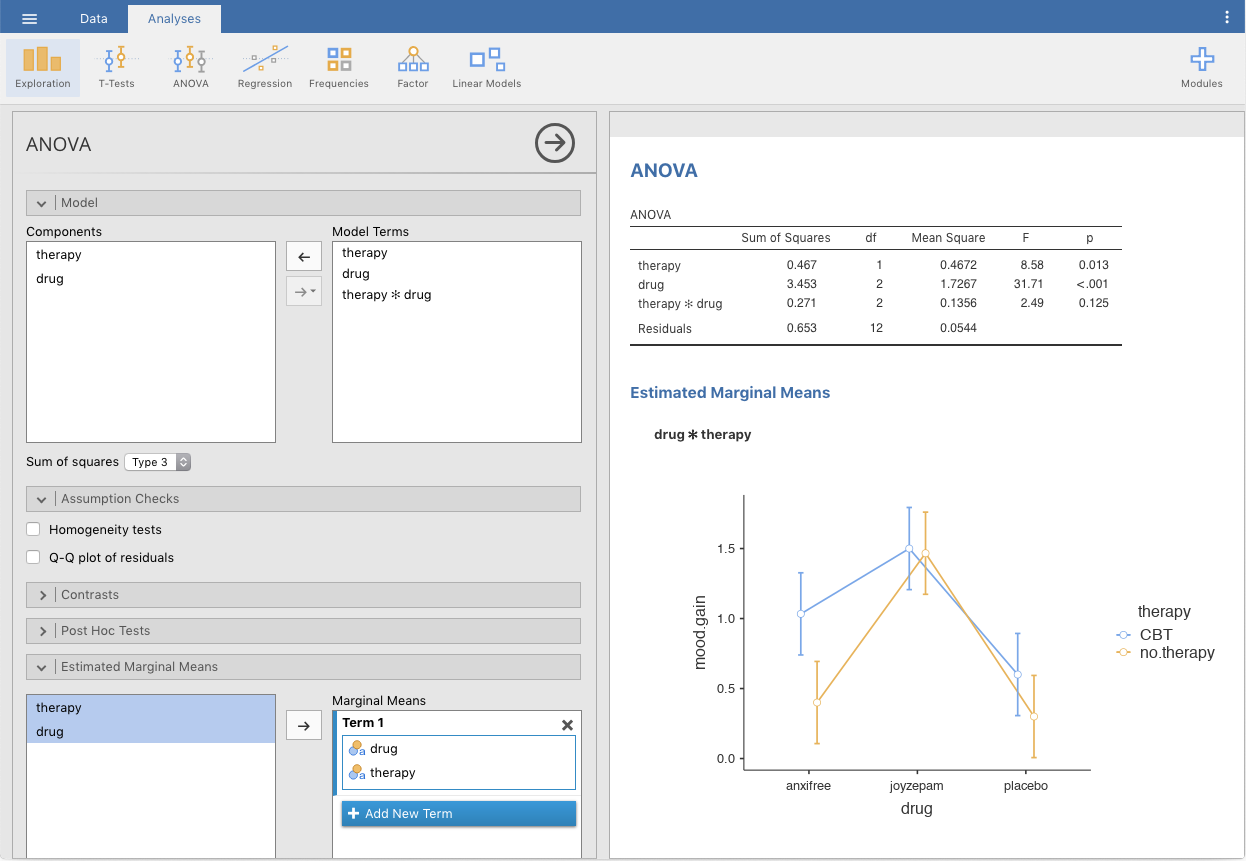 Data Analyses
Exploration T-Tests ANOVA Regression Frequencies Factor Linear Models Modules
ANOVA
Model
Components Model Terms
therapy
drug
therapy
drug
therapy ✻ drug
Sum of squares Type 3
Assumption Checks
Homogeneity tests
Q-Q plot of residuals
Contrasts
Post Hoc Tests
Estimated Marginal Means
therapy
drug
Marginal Means
Term 1
drug
therapy
Add New Term
ANOVA
ANOVA
Sum of Squares df Mean Square F p
therapy 0.467 1 0.4672 8.58 0.013
drug 3.453 2 1.7267 31.71 <.001
therapy ✻ drug 0.271 2 0.1356 2.49 0.125
Residuals 0.653 12 0.0544
Estimated Marginal Means
drug ✻ therapy
mood.gain
1.5
1.0
0.5
0.0
anxifree joyzepam placebo
drug
therapy
CBT
no.therapy